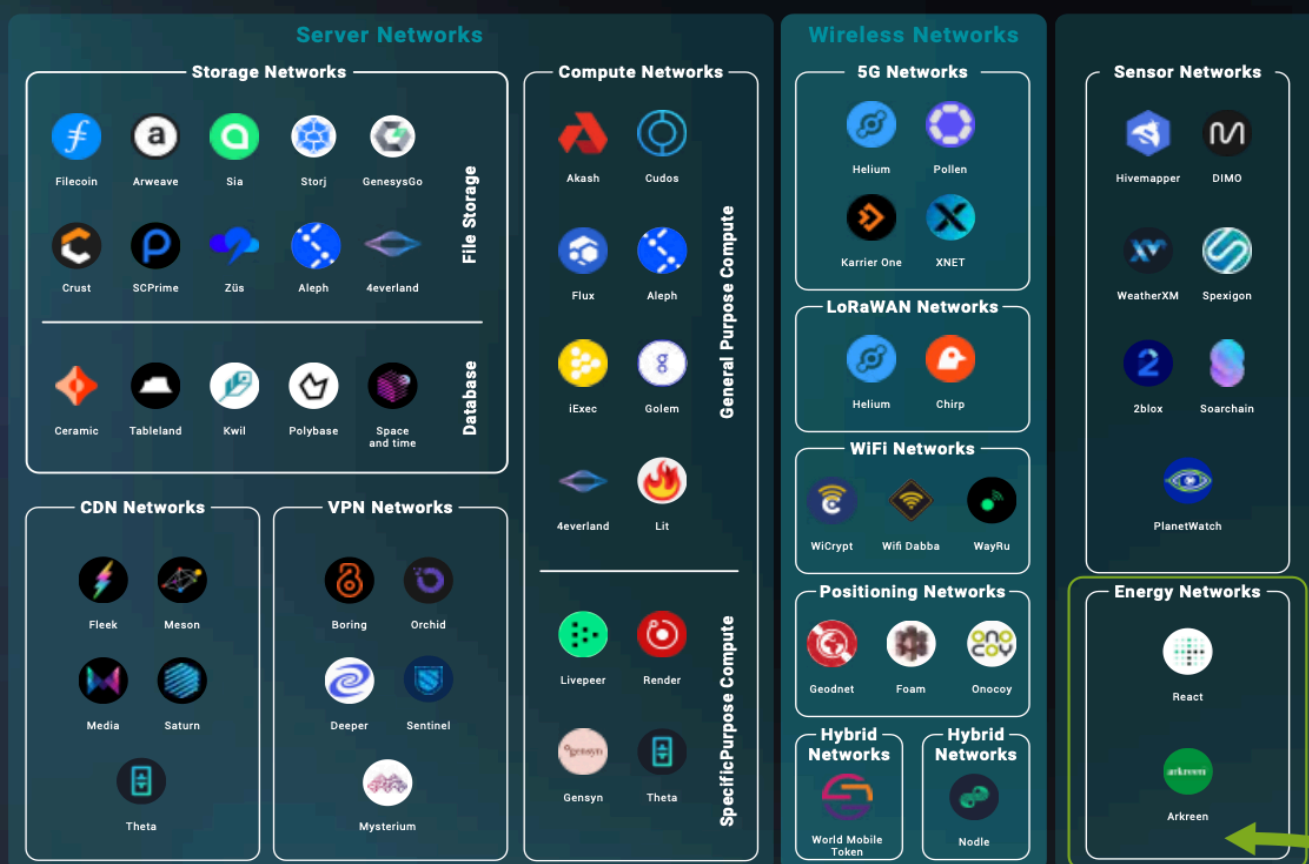 Server Networks
Storage Networks
Filecoin
Arweave
Sia
Storj
GenesysGo
Crust
SCPrime
Züs
Aleph
4everland
File Storage
Ceramic
Tableland
Kwil
Polybase
Space
and time
Database
CDN Networks
Fleek
Meson
Media
Saturn
Theta
VPN Networks
Boring
Orchid
Deeper
Sentinel
Mysterium
Compute Networks
Akash
Cudos
Flux
Aleph
iExec
Golem
4everland
Lit
General Purpose Compute
Livepeer
Render
gensyn
Gensyn
Theta
SpecificPurpose Compute
Wireless Networks
5G Networks
Helium
Pollen
Karrier One
XNET
LoRaWAN Networks
Helium
Chirp
WiFi Networks
WiCrypt
Wifi Dabba
WayRu
Positioning Networks
Geodnet
Foam
ONO
COY
Onocoy
Hybrid
Networks
World Mobile
Token
Hybrid
Networks
Nodle
Sensor Networks
Hivemapper
DIMO
WeatherXM
Spexigon
2
2blox
Soarchain
PlanetWatch
Energy Networks
React
arkreen
Arkreen